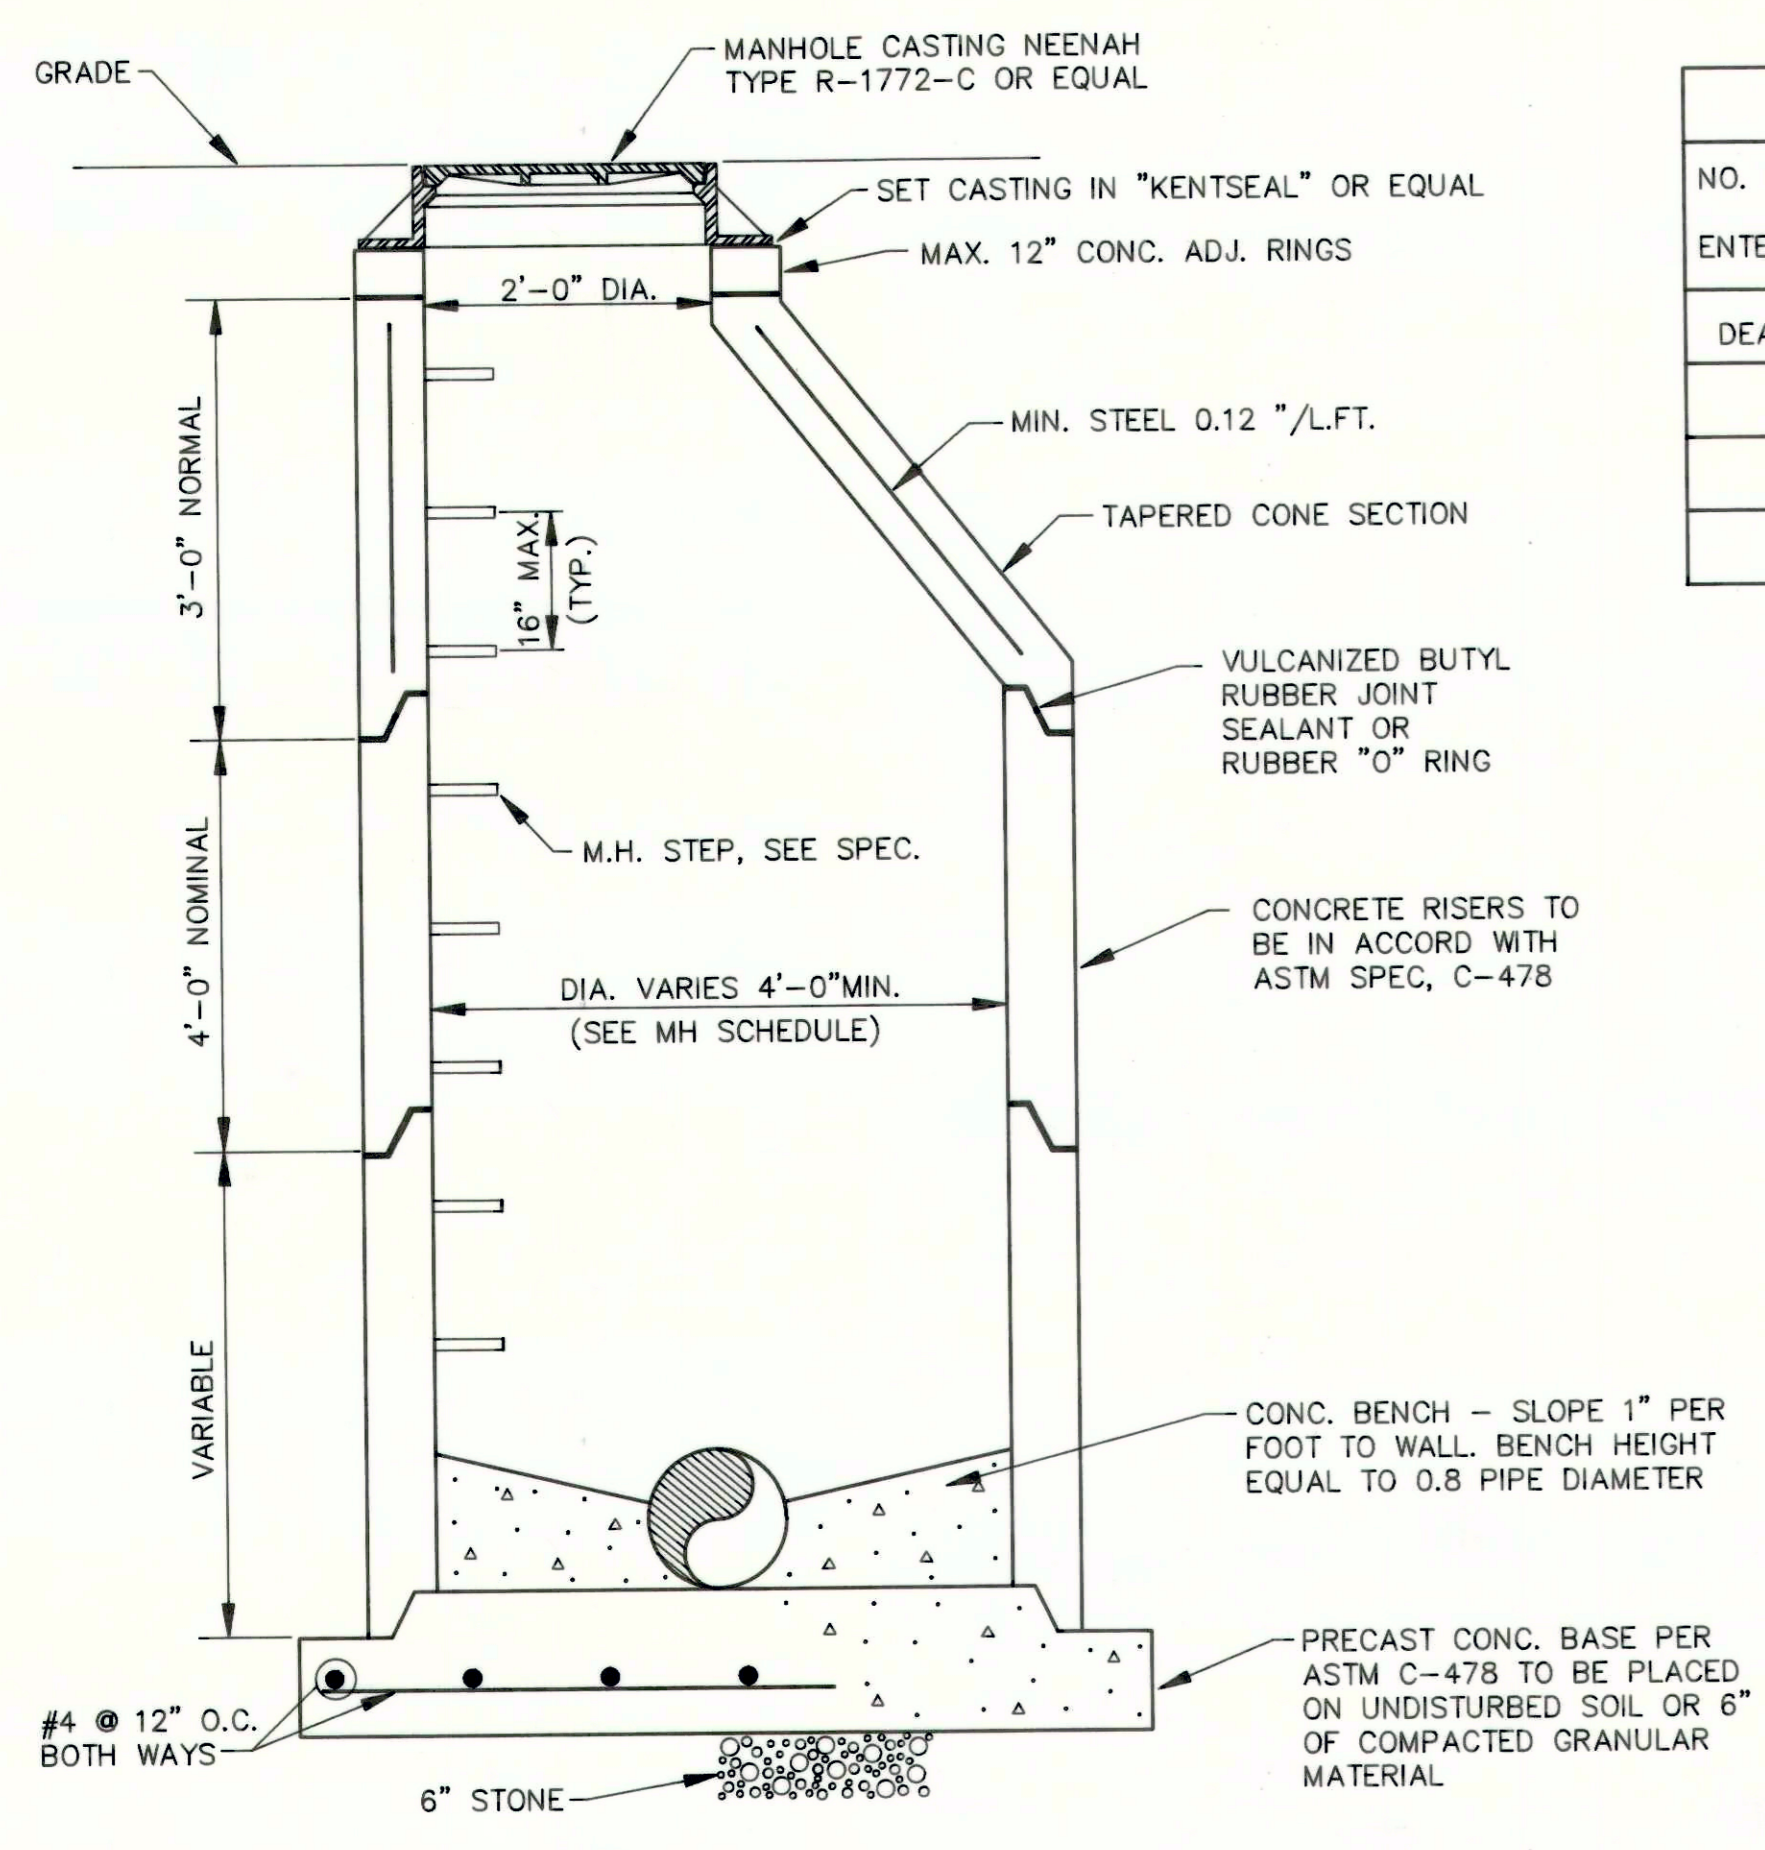 MANHOLE CASTING NEENAH
TYPE R-1772-C OR EQUAL
GRADE
SET CASTING IN "KENTSEAL" OR EQUAL
MAX. 12" CONC. ADJ. RINGS
2'-0" DIA.
MIN. STEEL 0.12 "/L.FT.
TAPERED CONE SECTION
3'-0" NORMAL
16" MAX.
(TYP.)
VULCANIZED BUTYL
RUBBER JOINT
SEALANT OR
RUBBER "O" RING
M.H. STEP, SEE SPEC.
4'-0" NOMINAL
CONCRETE RISERS TO
BE IN ACCORD WITH
ASTM SPEC, C-478
DIA. VARIES 4'-0"MIN.
(SEE MH SCHEDULE)
VARIABLE
CONC. BENCH - SLOPE 1" PER
FOOT TO WALL. BENCH HEIGHT
EQUAL TO 0.8 PIPE DIAMETER
PRECAST CONC. BASE PER
ASTM C-478 TO BE PLACED
ON UNDISTURBED SOIL OR 6"
OF COMPACTED GRANULAR
MATERIAL
#4 @ 12" O.C.
BOTH WAYS
6" STONE
NO.